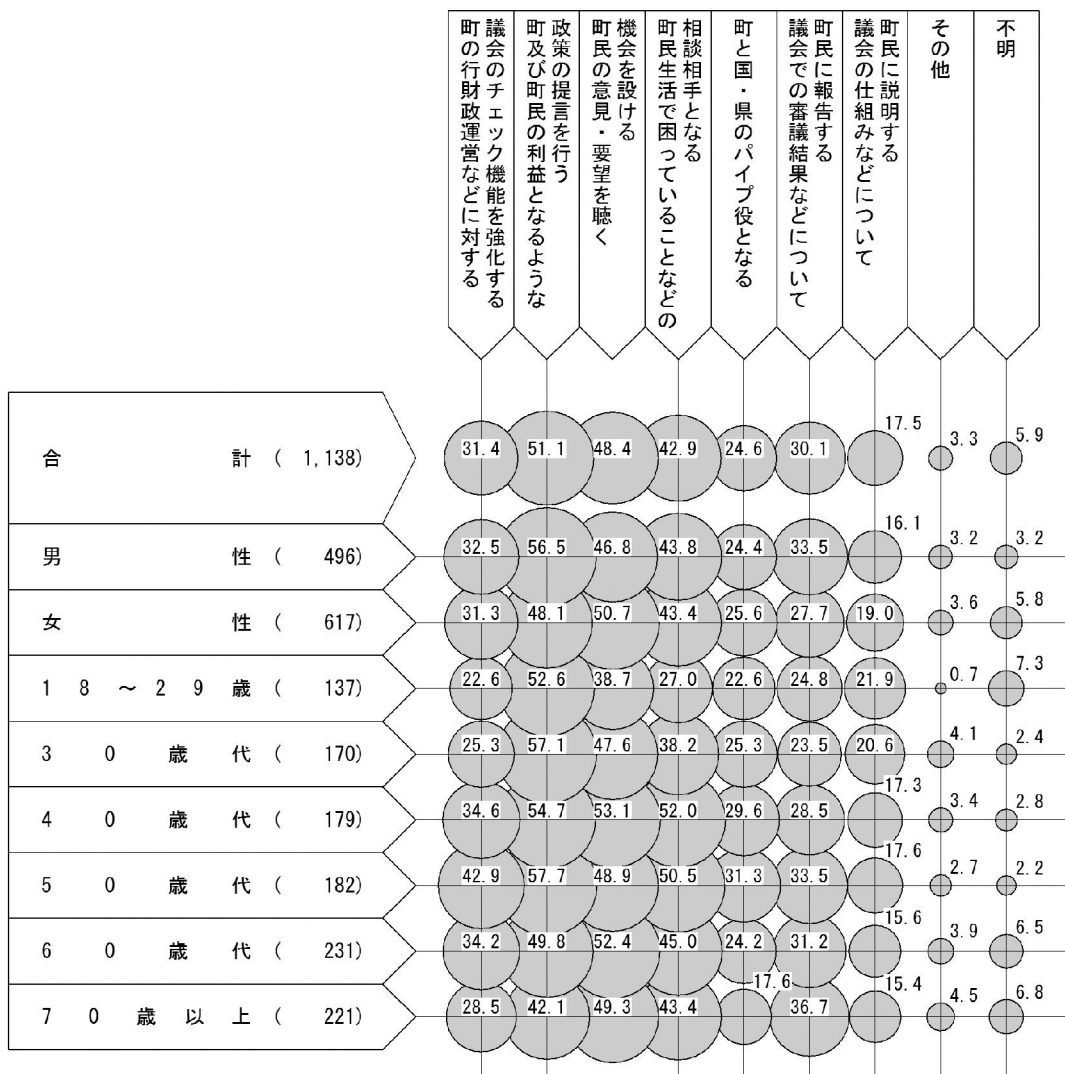 町の行財政運営などに対する
議会のチェック機能を強化する
町及び町民の利益となるような
政策の提言を行う
町民の意見・要望を聴く
機会を設ける
町民生活で困っていることなどの
相談相手となる
町と国・県のパイプ役となる
議会での審議結果などについて
町民に報告する
議会の仕組みなどについて
町民に説明する
その他
不明
合計(1,138) 31.4 51.1 48.4 42.9 24.6 30.1 17.5 3.3 5.9
男性(496) 32.5 56.5 46.8 43.8 24.4 33.5 16.1 3.2 3.2
女性(617) 31.3 48.1 50.7 43.4 25.6 27.7 19.0 3.6 5.8
18~29歳(137) 22.6 52.6 38.7 27.0 22.6 24.8 21.9 0.7 7.3
30歳代(170) 25.3 57.1 47.6 38.2 25.3 23.5 20.6 4.1 2.4
40歳代(179) 34.6 54.7 53.1 52.0 29.6 28.5 17.3 3.4 2.8
50歳代(182) 42.9 57.7 48.9 50.5 31.3 33.5 17.6 2.7 2.2
60歳代(231) 34.2 49.8 52.4 45.0 24.2 31.2 15.6 3.9 6.5
70歳以上(221) 28.5 42.1 49.3 43.4 17.6 36.7 15.4 4.5 6.8